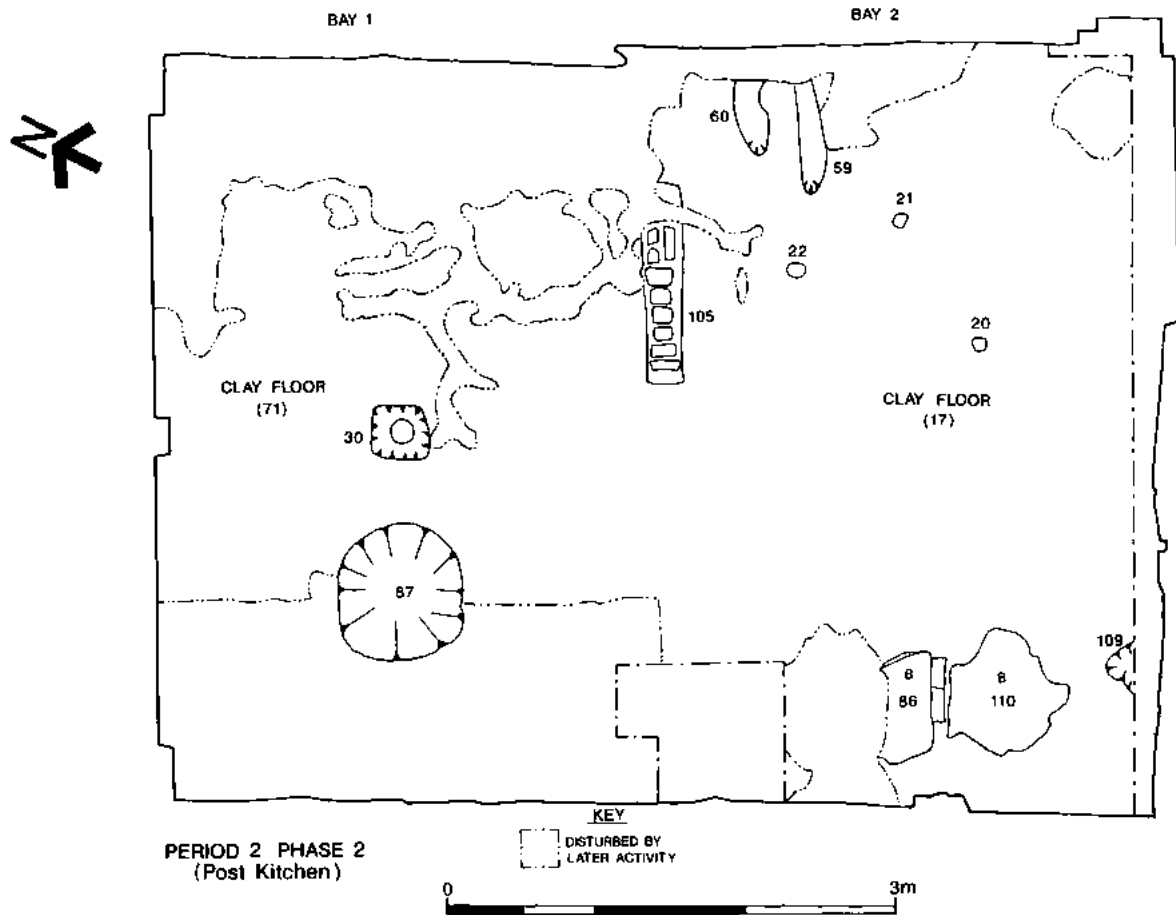 BAY 1
BAY 2
N
60
59
21
22
20
105
CLAY FLOOR
(71)
CLAY FLOOR
(17)
30
87
109
8
86
8
110
KEY
DISTURBED BY
LATER ACTIVITY
PERIOD 2 PHASE 2
(Post Kitchen)
0
3m